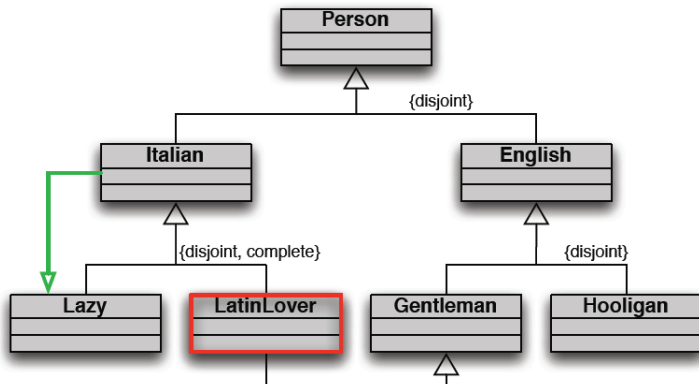 Person
{disjoint}
Italian
English
{disjoint, complete}
{disjoint}
Lazy
LatinLover
Gentleman
Hooligan